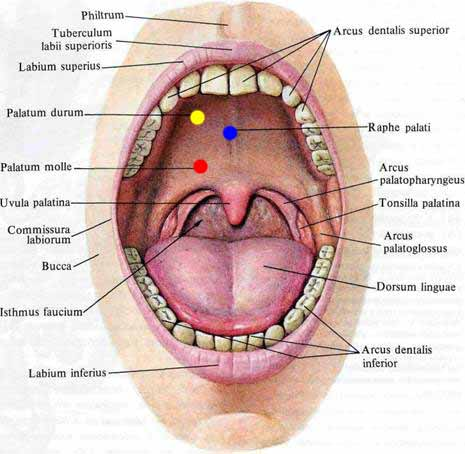 Philtrum
Tuberculum
labii superioris
Labium superius
Palatum durum
Palatum molle
Uvula palatina
Commissura
labiorum
Bucca
Isthmus faucium
Labium inferius
Arcus dentalis superior
Raphe palati
Arcus
palatopharyngeus
Tonsilla palatina
Arcus
palatoglossus
Dorsum linguae
Arcus dentalis
inferior